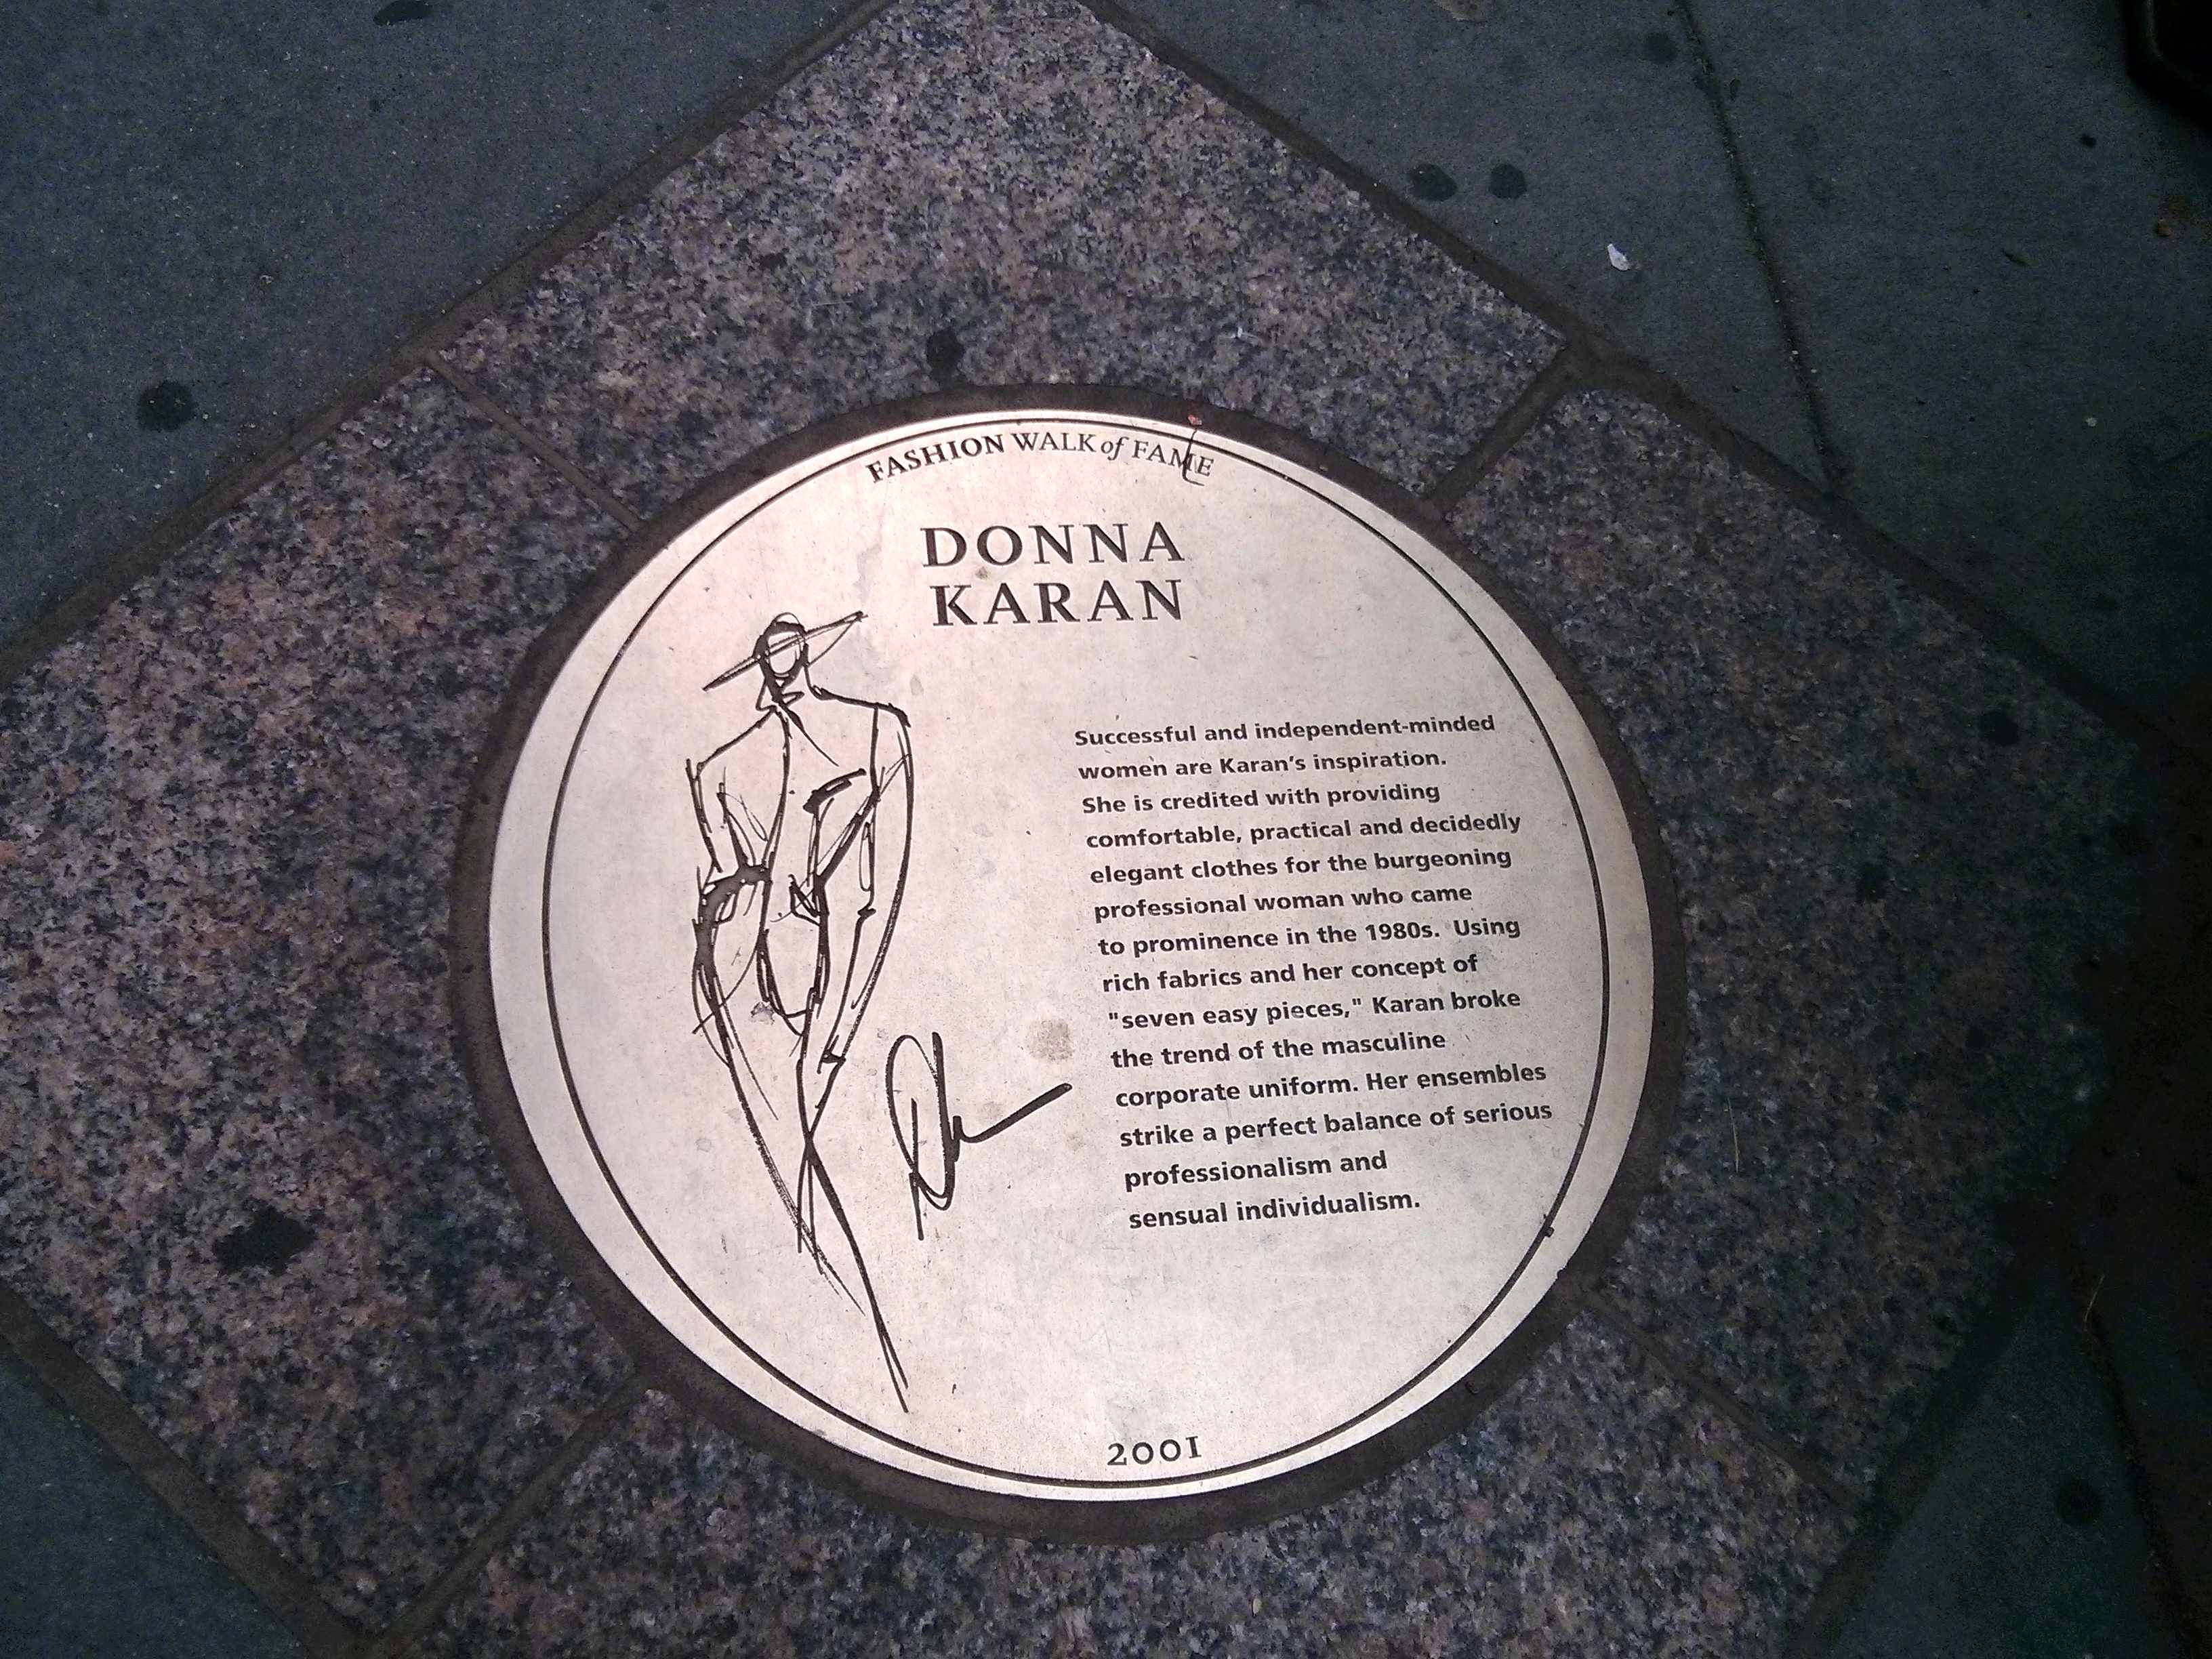 FASHION WALK of FAME
DONNA
KARAN
Successful and independent-minded
women are Karan's inspiration.
She is credited with providing
comfortable, practical and decidedly
elegant clothes for the burgeoning
professional woman who came
to prominence in the 1980s. Using
rich fabrics and her concept of
"seven easy pieces," Karan broke
the trend of the masculine
corporate uniform. Her ensembles
strike a perfect balance of serious
professionalism and
sensual individualism.
2001